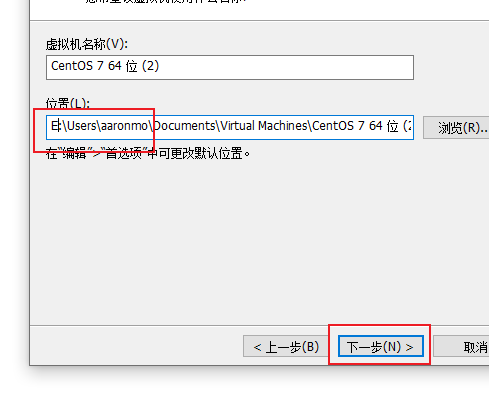 虚拟机名称(V):
CentOS 7 64 位 (2)
位置(L):
E:\Users\aaronmo\Documents\Virtual Machines\CentOS 7 64 位 (2
浏览(R)...
在“编辑”>“首选项”中可更改默认位置。
< 上一步(B)
下一步(N) >
取消